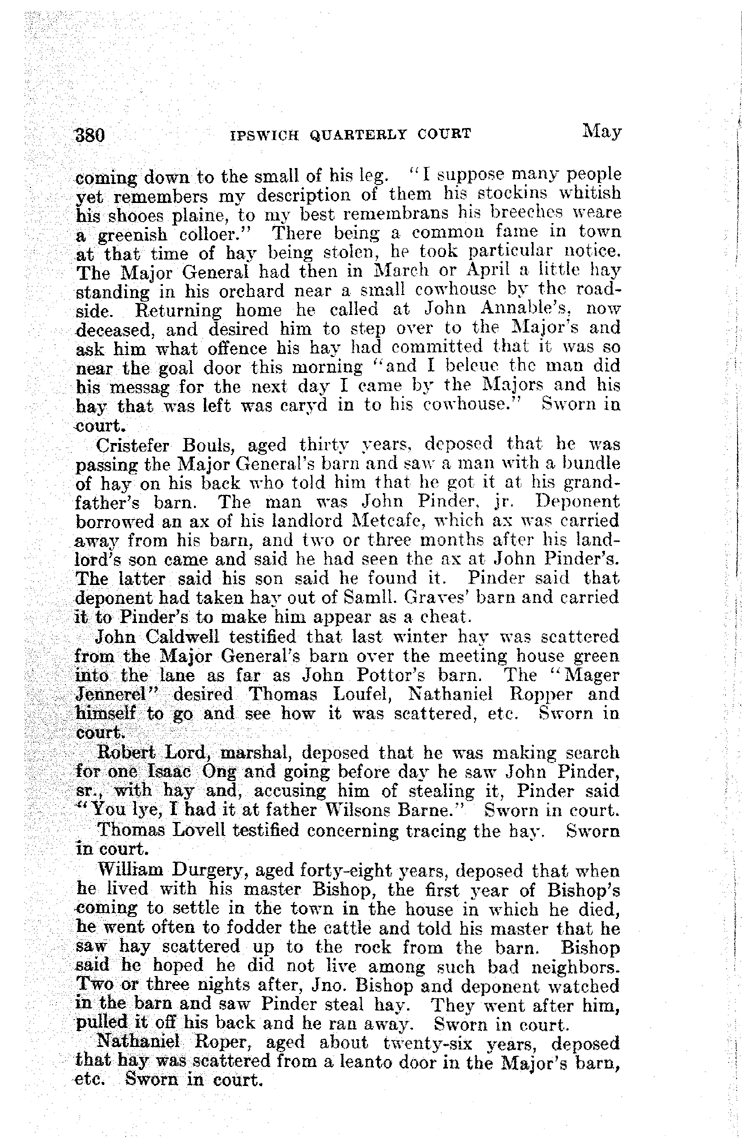 380 IPSWICH QUARTERLY COURT May
coming down to the small of his leg. "I suppose many people
yet remembers my description of them his stockins whitish
his shooes plaine, to my best remembrans his breeches weare
a greenish colloer." There being a common fame in town
at that time of hay being stolen, he took particular notice.
The Major General had then in March or April a little hay
standing in his orchard near a small cowhouse by the road-
side. Returning home he called at John Annable's, now
deceased, and desired him to step over to the Major's and
ask him what offence his hay had committed that it was so
near the goal door this morning "and I beleue the man did
his messag for the next day I came by the Majors and his
hay that was left was caryd in to his cowhouse." Sworn in
court.
Cristefer Bouls, aged thirty years, deposed that he was
passing the Major General's barn and saw a man with a bundle
of hay on his back who told him that he got it at his grand-
father's barn. The man was John Pinder, jr. Deponent
borrowed an ax of his landlord Metcafe, which ax was carried
away from his barn, and two or three months after his land-
lord's son came and said he had seen the ax at John Pinder's.
The latter said his son said he found it. Pinder said that
deponent had taken hay out of Samll. Graves' barn and carried
it to Pinder's to make him appear as a cheat.
John Caldwell testified that last winter hay was scattered
from the Major General's barn over the meeting house green
into the lane as far as John Pottor's barn. The "Mager
Jennerel" desired Thomas Loufel, Nathaniel Ropper and
himself to go and see how it was scattered, etc. Sworn in
court.
Robert Lord, marshal, deposed that he was making search
for one Isaac Ong and going before day he saw John Pinder,
sr., with hay and, accusing him of stealing it, Pinder said
"You lye, I had it at father Wilsons Barne." Sworn in court.
Thomas Lovell testified concerning tracing the hay. Sworn
in court.
William Durgery, aged forty-eight years, deposed that when
he lived with his master Bishop, the first year of Bishop's
coming to settle in the town in the house in which he died,
he went often to fodder the cattle and told his master that he
saw hay scattered up to the rock from the barn. Bishop
said he hoped he did not live among such bad neighbors.
Two or three nights after, Jno. Bishop and deponent watched
in the barn and saw Pinder steal hay. They went after him,
pulled it off his back and he ran away. Sworn in court.
Nathaniel Roper, aged about twenty-six years, deposed
that hay was scattered from a leanto door in the Major's barn,
etc. Sworn in court.